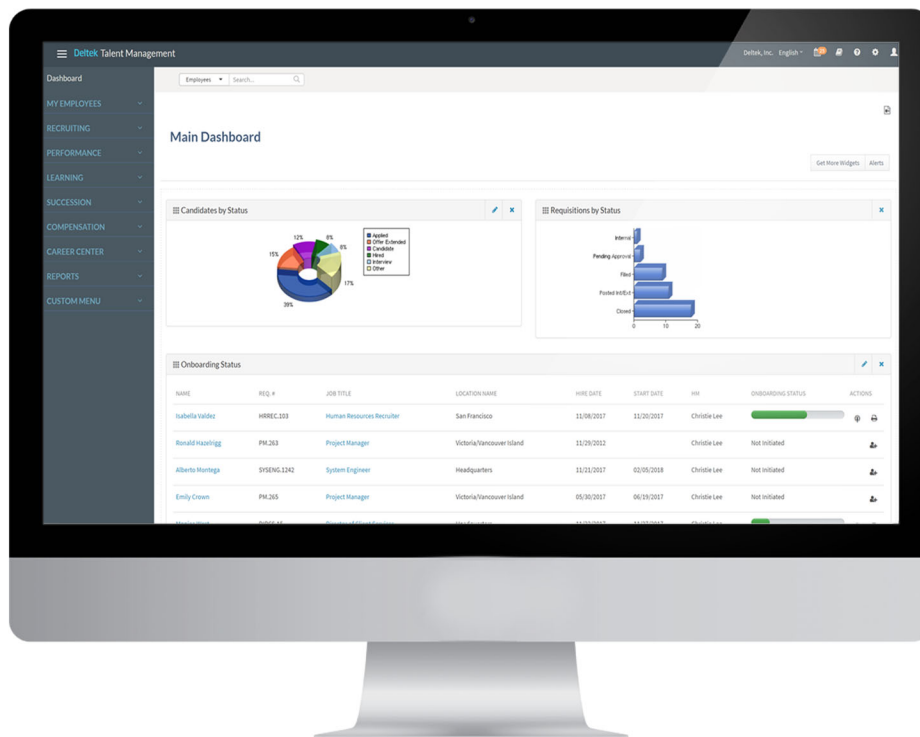 Deltek Talent Management
Deltek, Inc. English
Dashboard
Employees Search...
MY EMPLOYEES
RECRUITING
PERFORMANCE
LEARNING
SUCCESSION
COMPENSATION
CAREER CENTER
REPORTS
CUSTOM MENU
Main Dashboard
Get More Widgets Alerts
Candidates by Status
12%
15%
39%
17%
Applied
Offer Extended
Candidate
Hired
Interview
Other
Requisitions by Status
Internal
Pending Approval
Filled
Posted Int/Ext
Closed
0 10 20
Onboarding Status
NAME REQ. # JOB TITLE LOCATION NAME HIRE DATE START DATE HM ONBOARDING STATUS ACTIONS
Isabella Valdez HRREC.103 Human Resources Recruiter San Francisco 11/08/2017 11/20/2017 Christie Lee
Ronald Hazelrigg PM.263 Project Manager Victoria/Vancouver Island 11/29/2012 Christie Lee Not Initiated
Alberto Montega SYSENG.1242 System Engineer Headquarters 11/21/2017 02/05/2018 Christie Lee Not Initiated
Emily Crown PM.265 Project Manager Victoria/Vancouver Island 05/30/2017 06/19/2017 Christie Lee Not Initiated